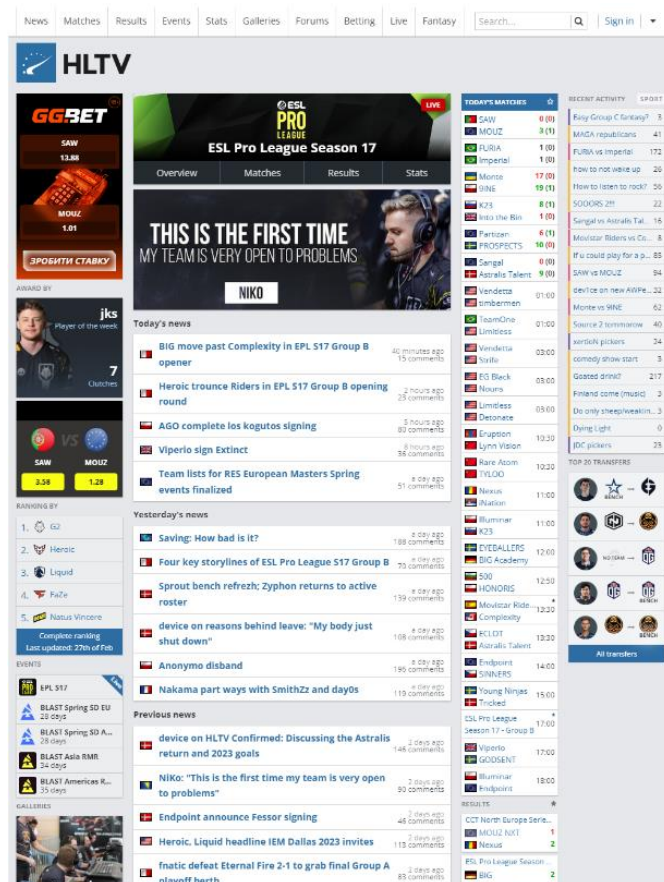 News Matches Results Events Stats Galleries Forums Betting Live Fantasy Search... Sign in
HLTV
GGBET
SAW
13.88
MOUZ
1.01
ЗРОБИТИ СТАВКУ
AWARD BY
jks
Player of the week
7
Clutches
VS
SAW MOUZ
3.58 1.28
RANKING BY
1. G2
2. Heroic
3. Liquid
4. FaZe
5. Natus Vincere
Complete ranking
Last updated: 27th of Feb
EVENTS
EPL S17
Live
BLAST Spring SD EU
28 days
BLAST Spring SD A...
28 days
BLAST Asia RMR
34 days
BLAST Americas R...
35 days
GALLERIES
ESL
PRO
LEAGUE
LIVE
ESL Pro League Season 17
Overview Matches Results Stats
THIS IS THE FIRST TIME
MY TEAM IS VERY OPEN TO PROBLEMS
NIKO
Today's news
BIG move past Complexity in EPL S17 Group B
opener
40 minutes ago
15 comments
Heroic trounce Riders in EPL S17 Group B opening
round
2 hours ago
23 comments
AGO complete los kogutos signing
5 hours ago
80 comments
Viperio sign Extinct
8 hours ago
36 comments
Team lists for RES European Masters Spring
events finalized
a day ago
51 comments
Yesterday's news
Saving: How bad is it?
a day ago
188 comments
Four key storylines of ESL Pro League S17 Group B
a day ago
70 comments
Sprout bench refrezh; Zyphon returns to active
roster
a day ago
139 comments
device on reasons behind leave: "My body just
shut down"
a day ago
108 comments
Anonymo disband
a day ago
196 comments
Nakama part ways with SmithZz and day0s
a day ago
119 comments
Previous news
device on HLTV Confirmed: Discussing the Astralis
return and 2023 goals
2 days ago
146 comments
NiKo: "This is the first time my team is very open
to problems"
2 days ago
90 comments
Endpoint announce Fessor signing
2 days ago
46 comments
Heroic, Liquid headline IEM Dallas 2023 invites
2 days ago
113 comments
fnatic defeat Eternal Fire 2-1 to grab final Group A
playoff berth
2 days ago
83 comments
TODAY'S MATCHES
SAW 0 (0)
MOUZ 3 (1)
FURIA 1 (0)
Imperial 1 (0)
Monte 17 (0)
9INE 19 (1)
K23 8 (1)
Into the Bin 1 (0)
Partizan 6 (1)
PROSPECTS 10 (0)
Sangal 0 (0)
Astralis Talent 9 (0)
Vendetta
timbermen
01:00
TeamOne
Limitless
01:00
Vendetta
Strife
03:00
EG Black
Nouns
03:00
Limitless
Detonate
03:00
Eruption
Lynn Vision
10:30
Rare Atom
TYLOO
10:30
Nexus
iNation
11:00
Illuminar
K23
11:00
EYEBALLERS
BIG Academy
12:00
500
HONORIS
12:50
Movistar Ride...
Complexity
13:30
ECLOT
Astralis Talent
13:30
Endpoint
SINNERS
14:00
Young Ninjas
Tricked
15:00
ESL Pro League
Season 17 - Group B
17:00
Viperio
GODSENT
17:00
Illuminar
Endpoint
18:00
RESULTS
CCT North Europe Serie...
MOUZ NXT 1
Nexus 2
ESL Pro League Season ...
BIG 2
RECENT ACTIVITY SPORT
Easy Group C fantasy? 3
MAGA republicans 41
FURIA vs Imperial 172
how to not wake up 26
How to listen to rock? 56
SODORS 2!!! 22
Sangal vs Astralis Tal... 16
Movistar Riders vs Co... 8
If u could play for a p... 85
SAW vs MOUZ 94
dev1ce on new AWPe... 32
Monte vs 9INE 62
Source 2 tommorow 40
xertioN pickers 24
comedy show start 3
Goated drink? 217
Finland come (music) 3
Do only sheep/weaklin... 3
Dying Light 0
JDC pickers 23
TOP 20 TRANSFERS
BENCH
NO TEAM
BENCH
BENCH
All transfers